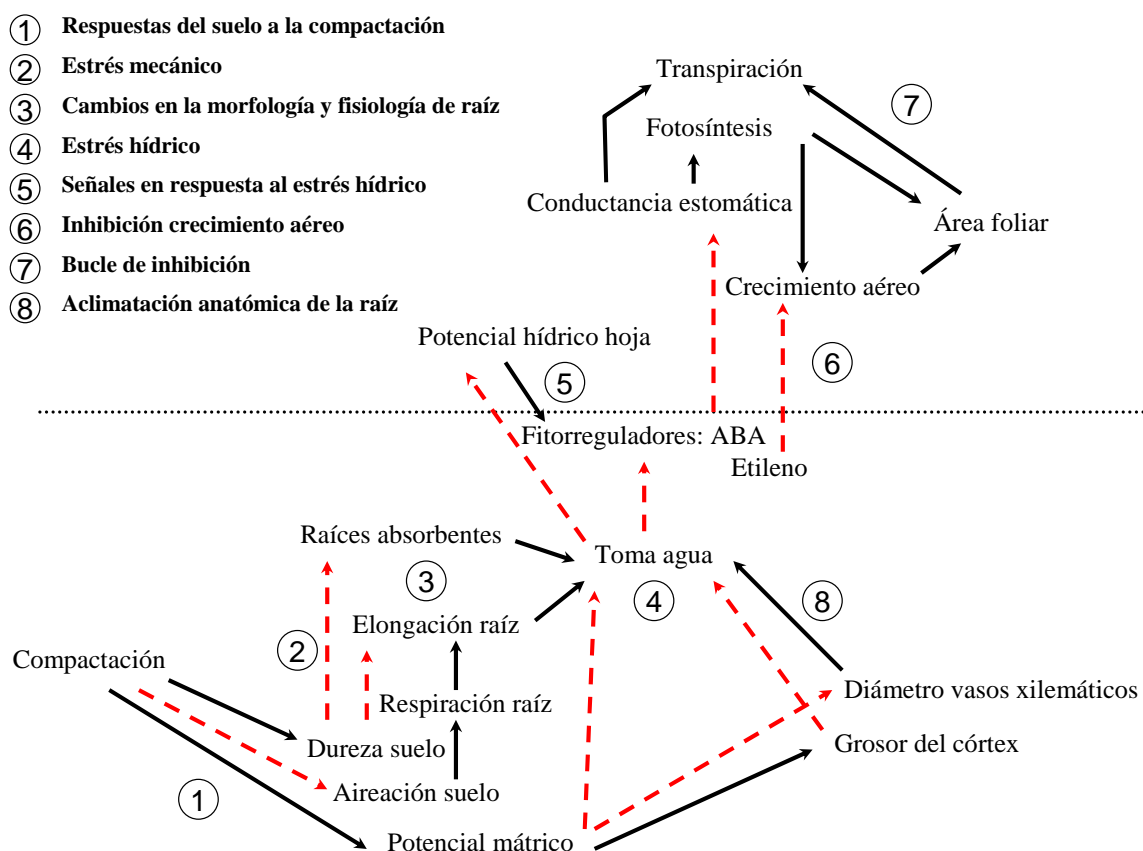 1 Respuestas del suelo a la compactación
2 Estrés mecánico
3 Cambios en la morfología y fisiología de raíz
4 Estrés hídrico
5 Señales en respuesta al estrés hídrico
6 Inhibición crecimiento aéreo
7 Bucle de inhibición
8 Aclimatación anatómica de la raíz
Transpiración
7
Fotosíntesis
Conductancia estomática
Área foliar
Crecimiento aéreo
Potencial hídrico hoja
5
6
Fitorreguladores: ABA
Etileno
Raíces absorbentes
Toma agua
3
4
8
Elongación raíz
2
Compactación
Respiración raíz
Diámetro vasos xilemáticos
Dureza suelo
Grosor del córtex
Aireación suelo
1
Potencial mátrico